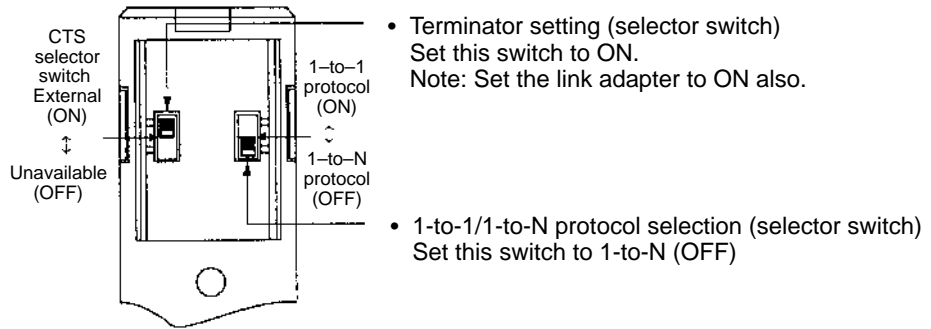 CTS
selector
switch
External
(ON)
Unavailable
(OFF)
1–to–1
protocol
(ON)
1–to–N
protocol
(OFF)
• Terminator setting (selector switch)
Set this switch to ON.
Note: Set the link adapter to ON also.
• 1-to-1/1-to-N protocol selection (selector switch)
Set this switch to 1-to-N (OFF)